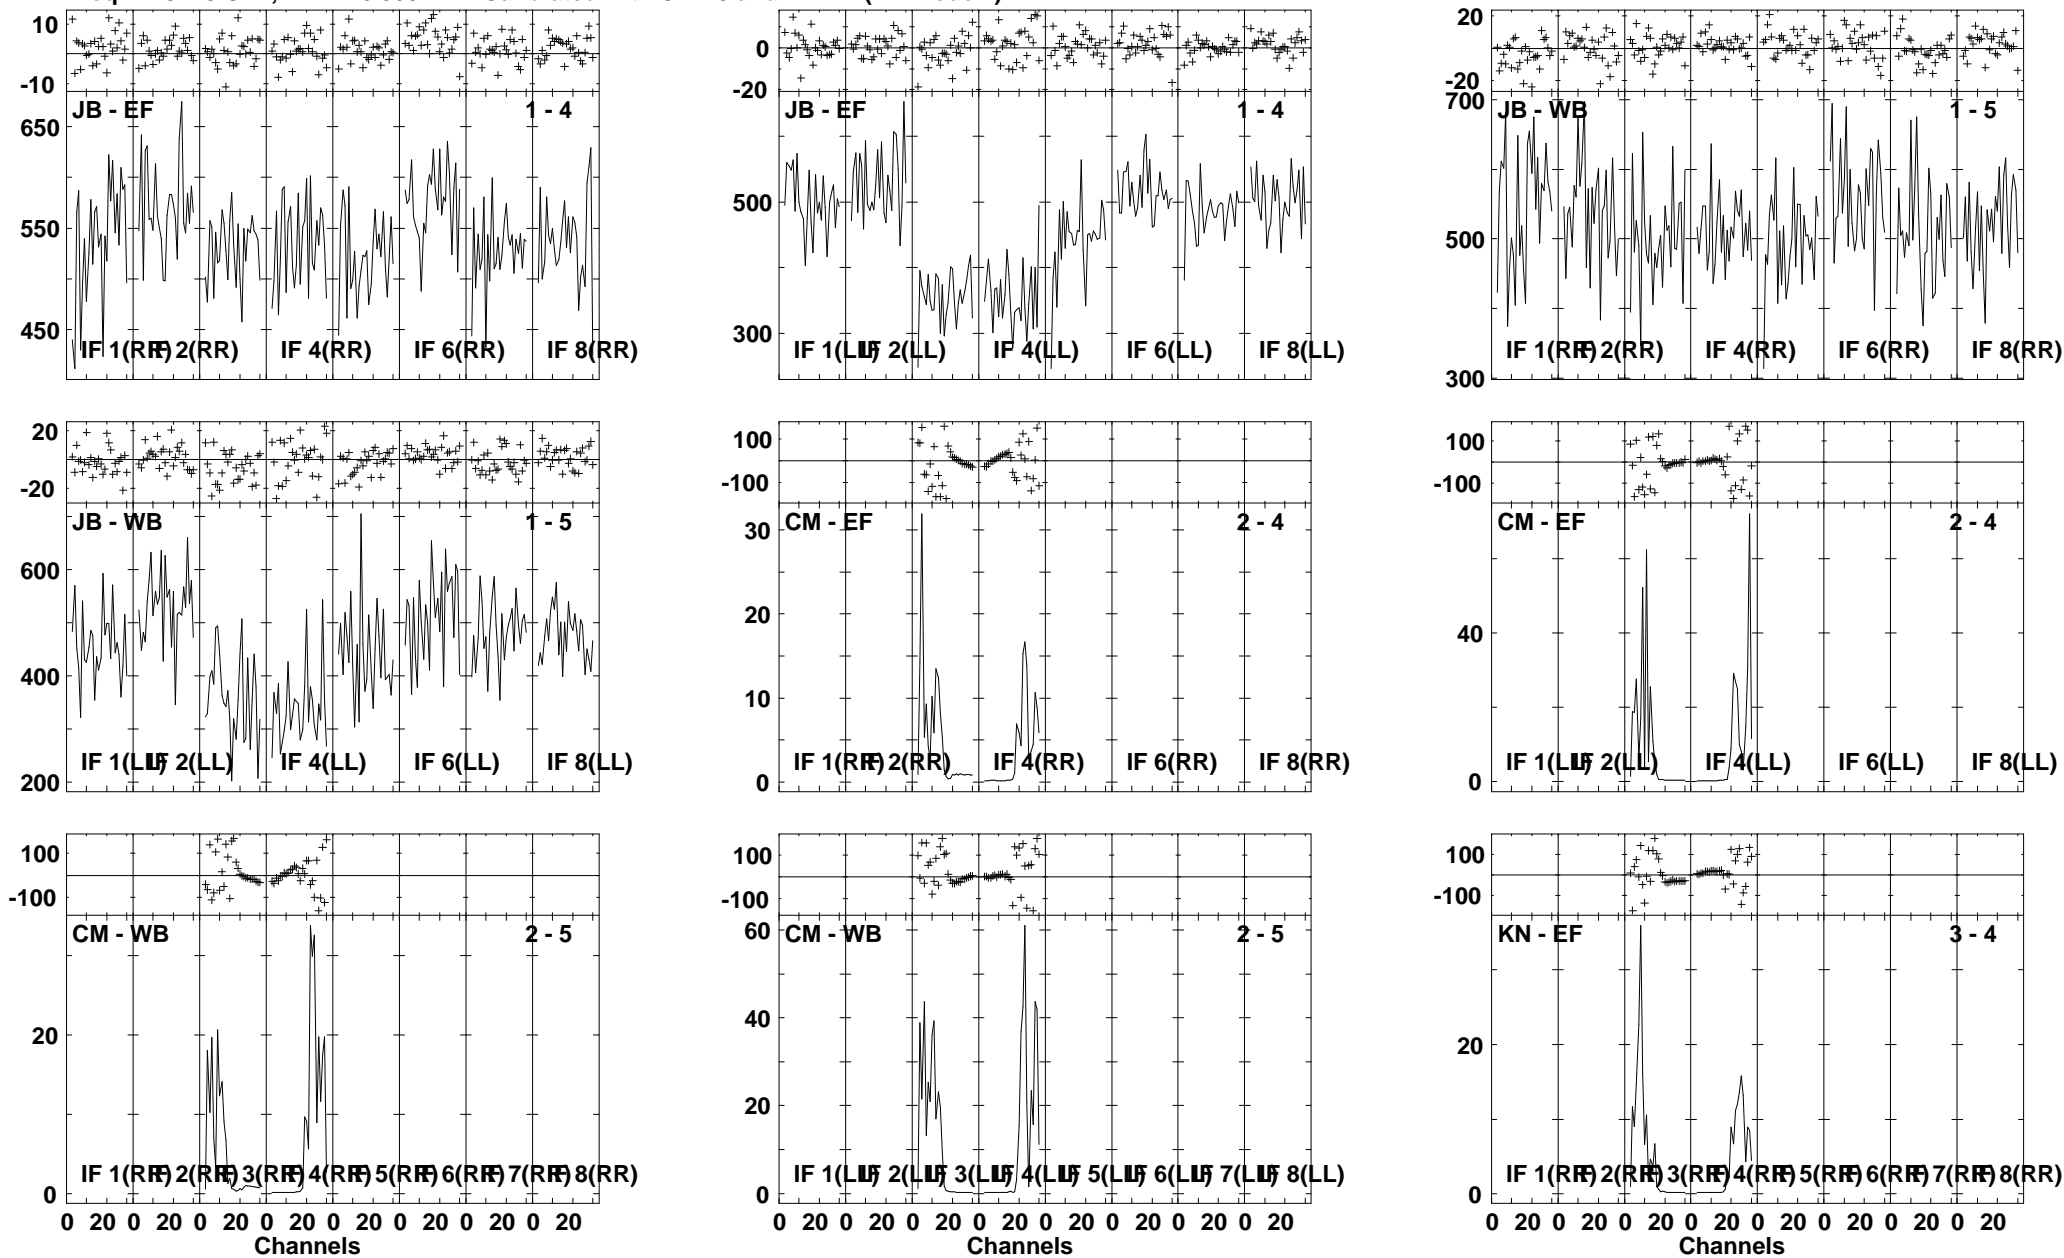 10
-10
JB - EF 1 - 4
650
550
450
IF 1(RR) IF 2(RR) IF 4(RR) IF 6(RR) IF 8(RR)
0
-20
JB - EF 1 - 4
500
300
IF 1(LL) IF 2(LL) IF 4(LL) IF 6(LL) IF 8(LL)
20
-20
700
JB - WB 1 - 5
500
300
IF 1(RR) IF 2(RR) IF 4(RR) IF 6(RR) IF 8(RR)
20
-20
JB - WB 1 - 5
600
400
200
IF 1(LL) IF 2(LL) IF 4(LL) IF 6(LL) IF 8(LL)
100
-100
CM - EF 2 - 4
30
20
10
0
IF 1(RR) IF 2(RR) IF 4(RR) IF 6(RR) IF 8(RR)
100
-100
CM - EF 2 - 4
40
0
IF 1(LL) IF 2(LL) IF 4(LL) IF 6(LL) IF 8(LL)
100
-100
CM - WB 2 - 5
20
0
IF 1(RR) IF 2(RR) IF 3(RR) IF 4(RR) IF 5(RR) IF 6(RR) IF 7(RR) IF 8(RR)
0 20 0 20 0 20 0 20 0 20 0 20 0 20 0 20
Channels
100
-100
CM - WB 2 - 5
60
40
20
0
IF 1(LL) IF 2(LL) IF 3(LL) IF 4(LL) IF 5(LL) IF 6(LL) IF 7(LL) IF 8(LL)
0 20 0 20 0 20 0 20 0 20 0 20 0 20 0 20
Channels
100
-100
KN - EF 3 - 4
20
0
IF 1(RR) IF 2(RR) IF 3(RR) IF 4(RR) IF 5(RR) IF 6(RR) IF 7(RR) IF 8(RR)
0 20 0 20 0 20 0 20 0 20 0 20 0 20 0 20
Channels